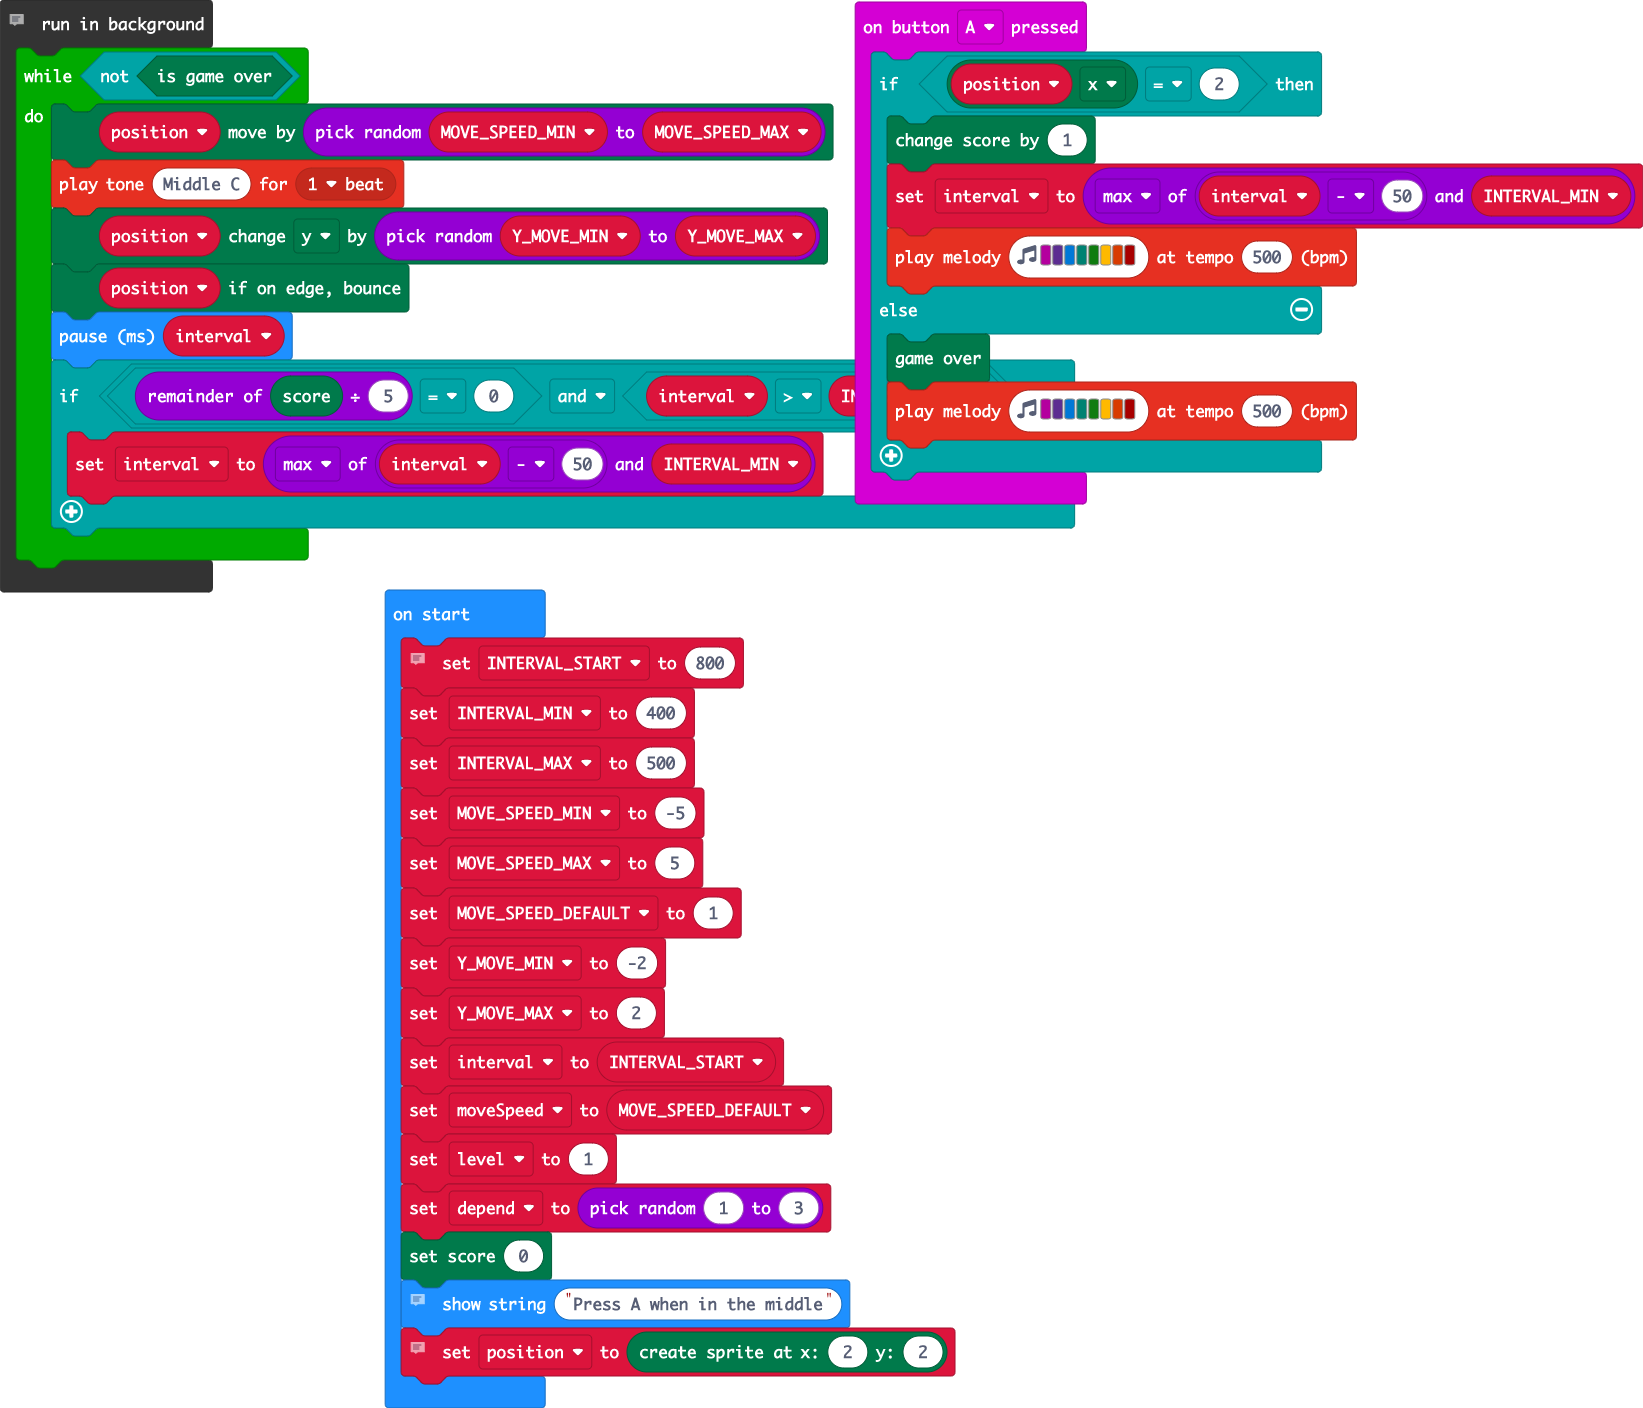 run in background
while not is game over
do
position move by pick random MOVE_SPEED_MIN to MOVE_SPEED_MAX
play tone Middle C for 1 beat
position change y by pick random Y_MOVE_MIN to Y_MOVE_MAX
position if on edge, bounce
pause (ms) interval
if remainder of score ÷ 5 = 0 and interval >
set interval to max of interval - 50 and INTERVAL_MIN
on button A pressed
if position x = 2 then
change score by 1
set interval to max of interval - 50 and INTERVAL_MIN
play melody at tempo 500 (bpm)
else
game over
play melody at tempo 500 (bpm)
on start
set INTERVAL_START to 800
set INTERVAL_MIN to 400
set INTERVAL_MAX to 500
set MOVE_SPEED_MIN to -5
set MOVE_SPEED_MAX to 5
set MOVE_SPEED_DEFAULT to 1
set Y_MOVE_MIN to -2
set Y_MOVE_MAX to 2
set interval to INTERVAL_START
set moveSpeed to MOVE_SPEED_DEFAULT
set level to 1
set depend to pick random 1 to 3
set score 0
show string "Press A when in the middle"
set position to create sprite at x: 2 y: 2